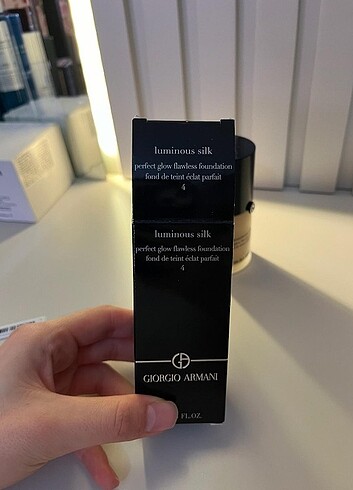 luminous silk
perfect glow flawless foundation
fond de teint éclat parfait
4
luminous silk
perfect glow flawless foundation
fond de teint éclat parfait
4
GA
GIORGIO ARMANI
FL.OZ.